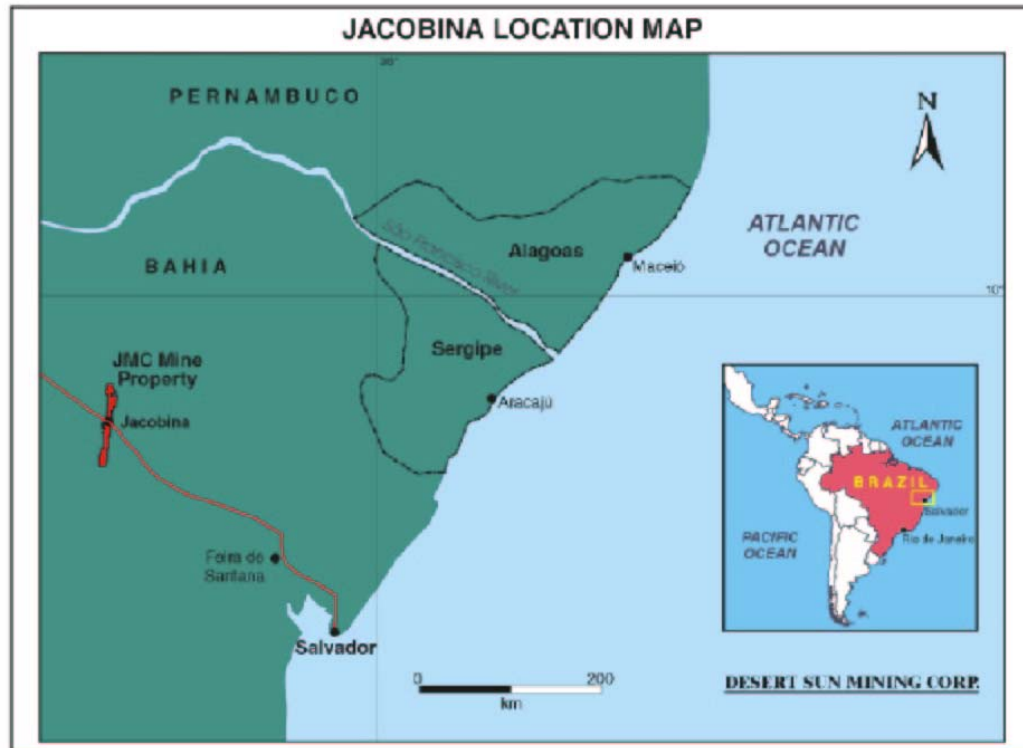 JACOBINA LOCATION MAP
PERNAMBUCO
N
ATLANTIC
OCEAN
Alagoas
São Francisco River
Maceió
BAHIA
10°
Sergipe
JMC Mine
Property
Aracajú
Jacobina
ATLANTIC
OCEAN
BRAZIL
Salvador
Rio de Janeiro
PACIFIC
OCEAN
Feira de
Santana
Salvador
0 200
km
DESERT SUN MINING CORP.